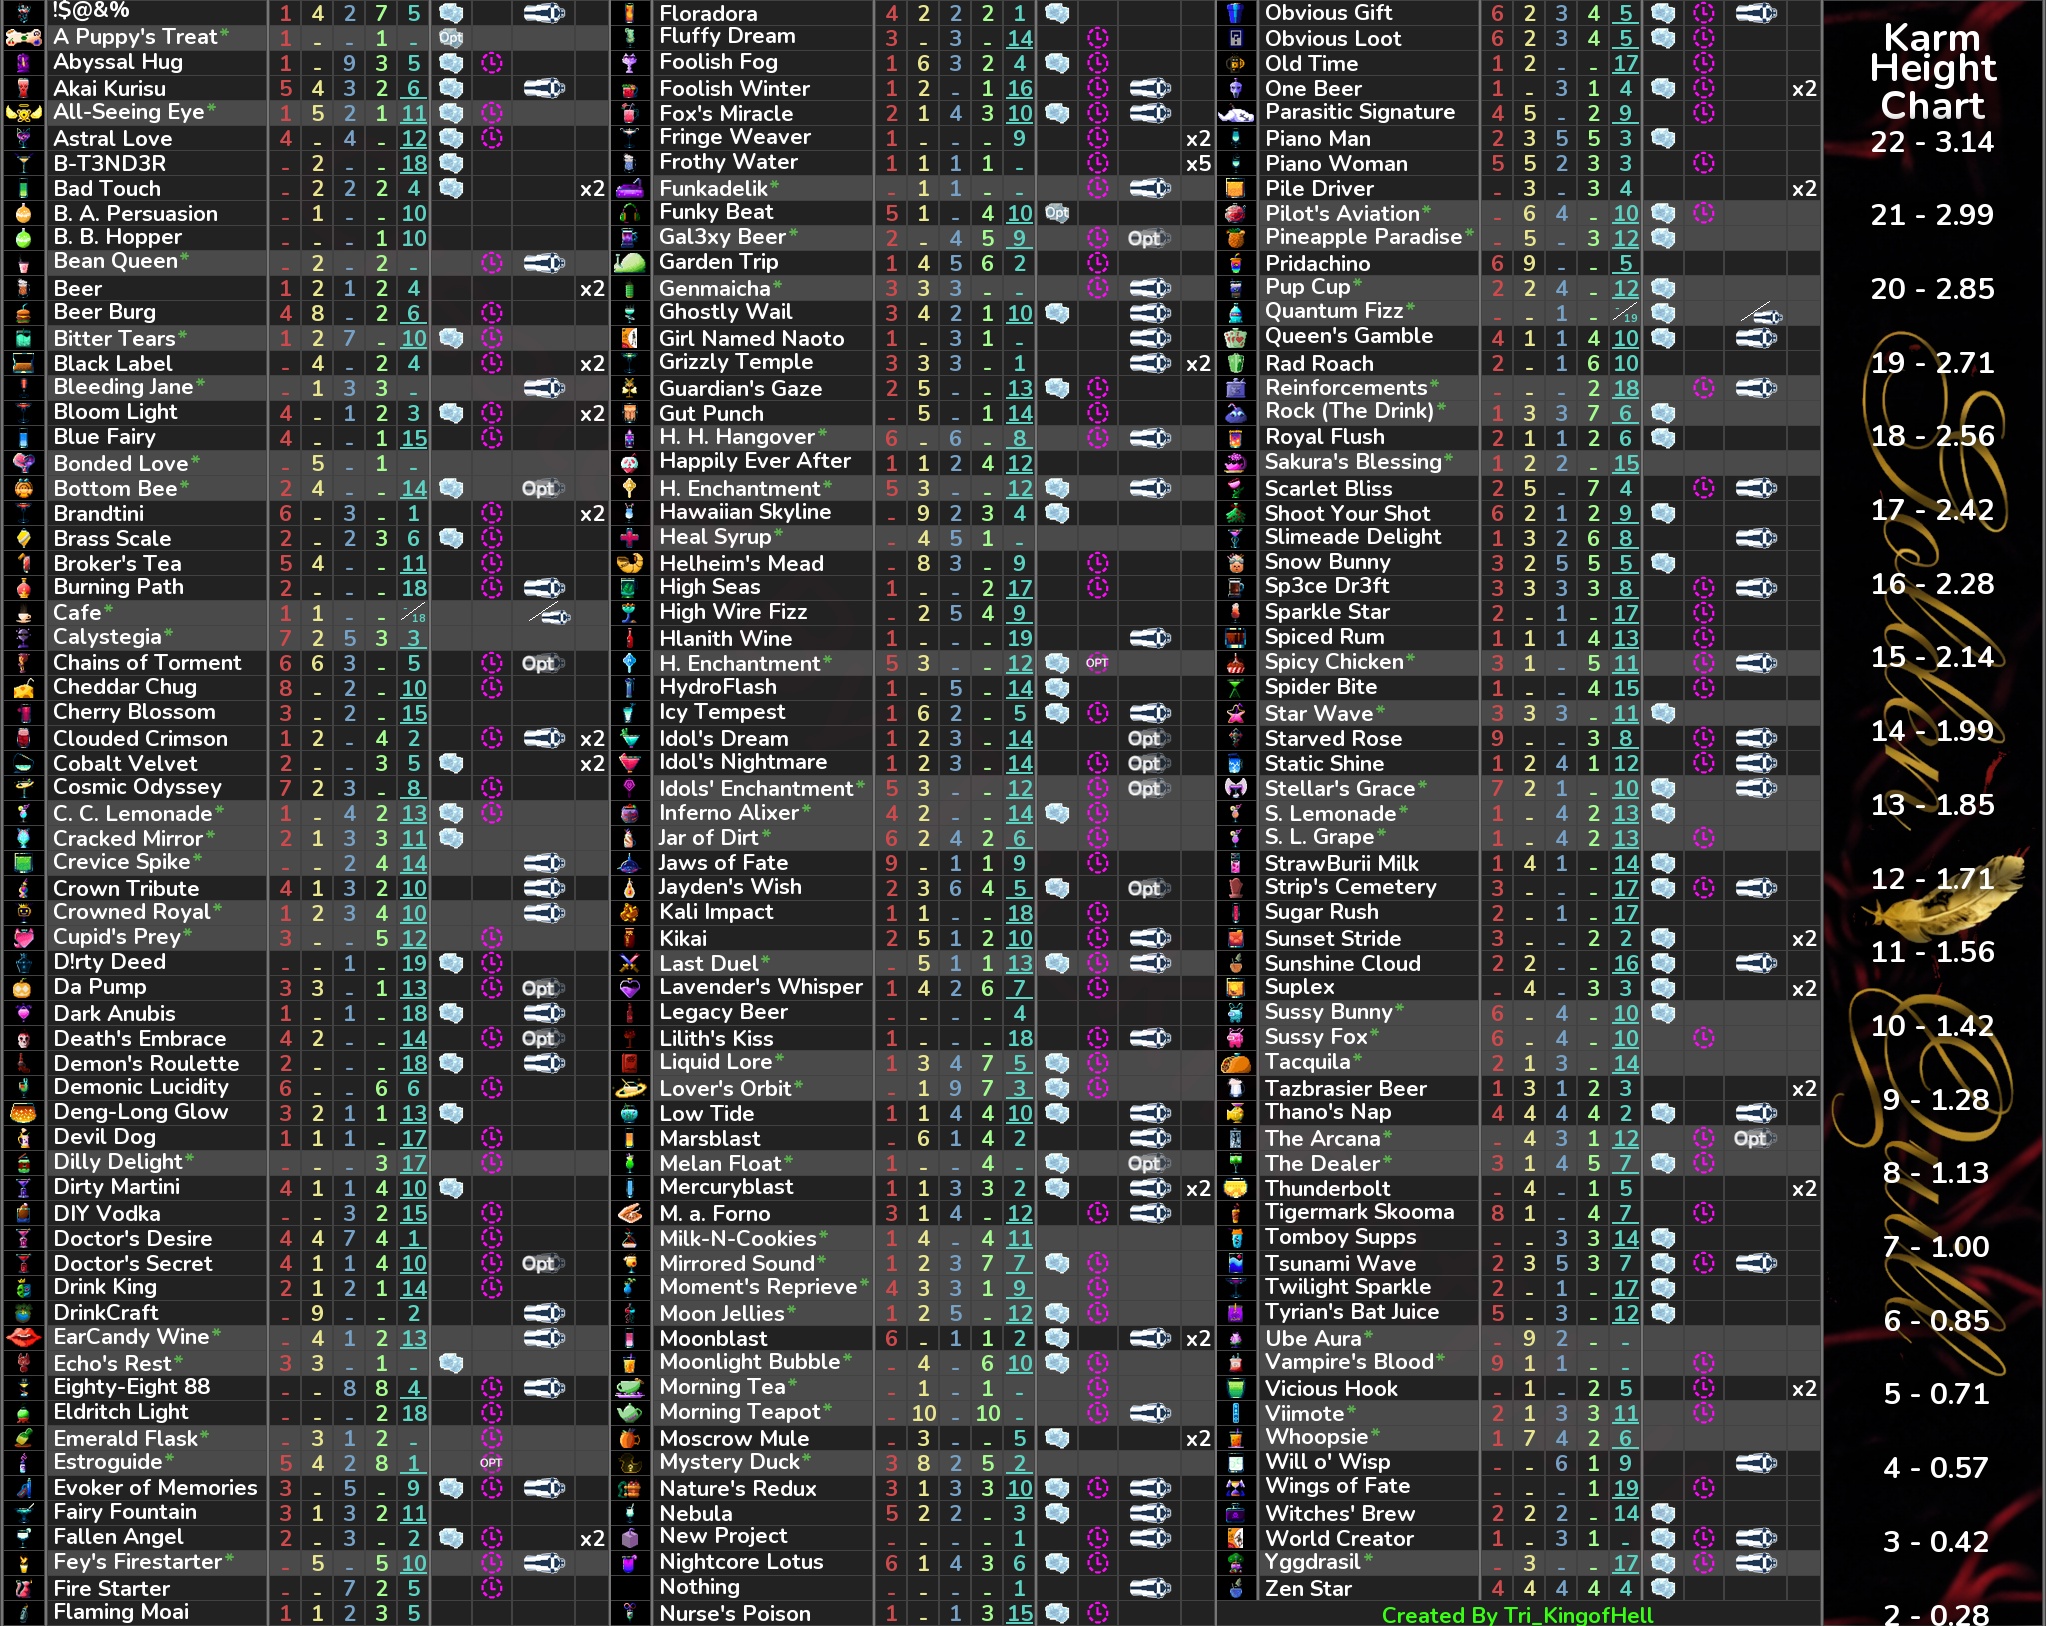 !$@&% 1 4 2 7 5
A Puppy's Treat* 1 - - 1 - Opt
Abyssal Hug 1 - 9 3 5
Akai Kurisu 5 4 3 2 6
All-Seeing Eye* 1 5 2 1 11
Astral Love 4 - 4 - 12
B-T3ND3R - 2 - - 18
Bad Touch - 2 2 2 4 x2
B. A. Persuasion - 1 - - 10
B. B. Hopper - - - 1 10
Bean Queen* - 2 - 2 -
Beer 1 2 1 2 4 x2
Beer Burg 4 8 - 2 6
Bitter Tears* 1 2 7 - 10
Black Label - 4 - 2 4 x2
Bleeding Jane* - 1 3 3 -
Bloom Light 4 - 1 2 3 x2
Blue Fairy 4 - - 1 15
Bonded Love* - 5 - 1 -
Bottom Bee* 2 4 - - 14 Opt
Brandtini 6 - 3 - 1 x2
Brass Scale 2 - 2 3 6
Broker's Tea 5 4 - - 11
Burning Path 2 - - - 18
Cafe* 1 1 - - -/18
Calystegia* 7 2 5 3 3
Chains of Torment 6 6 3 - 5 Opt
Cheddar Chug 8 - 2 - 10
Cherry Blossom 3 - 2 - 15
Clouded Crimson 1 2 - 4 2 x2
Cobalt Velvet 2 - - 3 5 x2
Cosmic Odyssey 7 2 3 - 8
C. C. Lemonade* 1 - 4 2 13
Cracked Mirror* 2 1 3 3 11
Crevice Spike* - - 2 4 14
Crown Tribute 4 1 3 2 10
Crowned Royal* 1 2 3 4 10
Cupid's Prey* 3 - - 5 12
D!rty Deed - - 1 - 19
Da Pump 3 3 - 1 13 Opt
Dark Anubis 1 - 1 - 18
Death's Embrace 4 2 - - 14 Opt
Demon's Roulette 2 - - - 18
Demonic Lucidity 6 - - 6 6
Deng-Long Glow 3 2 1 1 13
Devil Dog 1 1 1 - 17
Dilly Delight* - - - 3 17
Dirty Martini 4 1 1 4 10
DIY Vodka - - 3 2 15
Doctor's Desire 4 4 7 4 1
Doctor's Secret 4 1 1 4 10 Opt
Drink King 2 1 2 1 14
DrinkCraft - 9 - - 2
EarCandy Wine* - 4 1 2 13
Echo's Rest* 3 3 - 1 -
Eighty-Eight 88 - - 8 8 4
Eldritch Light - - - 2 18
Emerald Flask* - 3 1 2 -
Estroguide* 5 4 2 8 1 OPT
Evoker of Memories 3 - 5 - 9
Fairy Fountain 3 1 3 2 11
Fallen Angel 2 - 3 - 2 x2
Fey's Firestarter* - 5 - 5 10
Fire Starter - - 7 2 5
Flaming Moai 1 1 2 3 5
Floradora 4 2 2 2 1
Fluffy Dream 3 - 3 - 14
Foolish Fog 1 6 3 2 4
Foolish Winter 1 2 - 1 16
Fox's Miracle 2 1 4 3 10
Fringe Weaver 1 - - - 9 x2
Frothy Water 1 1 1 1 - x5
Funkadelik* - 1 1 - -
Funky Beat 5 1 - 4 10 Opt
Gal3xy Beer* 2 - 4 5 9 Opt
Garden Trip 1 4 5 6 2
Genmaicha* 3 3 3 - -
Ghostly Wail 3 4 2 1 10
Girl Named Naoto 1 - 3 1 -
Grizzly Temple 3 3 3 - 1 x2
Guardian's Gaze 2 5 - - 13
Gut Punch - 5 - 1 14
H. H. Hangover* 6 - 6 - 8
Happily Ever After 1 1 2 4 12
H. Enchantment* 5 3 - - 12
Hawaiian Skyline - 9 2 3 4
Heal Syrup* - 4 5 1 -
Helheim's Mead - 8 3 - 9
High Seas - - - 2 17
High Wire Fizz - 2 5 4 9
Hlanith Wine 1 - - - 19
H. Enchantment* 5 3 - - 12 OPT
HydroFlash 1 - 5 - 14
Icy Tempest 1 6 2 - 5
Idol's Dream 1 2 3 - 14 Opt
Idol's Nightmare 1 2 3 - 14 Opt
Idols' Enchantment* 5 3 - - 12 Opt
Inferno Alixer* 4 2 - - 14
Jar of Dirt* 6 2 4 2 6
Jaws of Fate 9 - 1 1 9
Jayden's Wish 2 3 6 4 5 Opt
Kali Impact 1 1 - - 18
Kikai 2 5 1 2 10
Last Duel* - 5 1 1 13
Lavender's Whisper 1 4 2 6 7
Legacy Beer - - - - 4
Lilith's Kiss 1 - - - 18
Liquid Lore* 1 3 4 7 5
Lover's Orbit* - 1 9 7 3
Low Tide 1 1 4 4 10
Marsblast - 6 1 4 2
Melan Float* 1 - - 4 - Opt
Mercuryblast 1 1 3 3 2 x2
M. a. Forno 3 1 4 - 12
Milk-N-Cookies* 1 4 - 4 11
Mirrored Sound* 1 2 3 7 7
Moment's Reprieve* 4 3 3 1 9
Moon Jellies* 1 2 5 - 12
Moonblast 6 - 1 1 2 x2
Moonlight Bubble* - 4 - 6 10
Morning Tea* - 1 - 1 -
Morning Teapot* - 10 - 10 -
Moscrow Mule - 3 - - 5 x2
Mystery Duck* 3 8 2 5 2
Nature's Redux 3 1 3 3 10
Nebula 5 2 2 - 3
New Project - - - - 1
Nightcore Lotus 6 1 4 3 6
Nothing - - - - 1
Nurse's Poison 1 - 1 3 15
Obvious Gift 6 2 3 4 5
Obvious Loot 6 2 3 4 5
Old Time 1 2 - - 17
One Beer 1 - 3 1 4 x2
Parasitic Signature 4 5 - 2 9
Piano Man 2 3 5 5 3
Piano Woman 5 5 2 3 3
Pile Driver - 3 - 3 4 x2
Pilot's Aviation* - 6 4 - 10
Pineapple Paradise* - 5 - 3 12
Pridachino 6 9 - - 5
Pup Cup* 2 2 4 - 12
Quantum Fizz* - - 1 - -/19
Queen's Gamble 4 1 1 4 10
Rad Roach 2 - 1 6 10
Reinforcements* - - - 2 18
Rock (The Drink)* 1 3 3 7 6
Royal Flush 2 1 1 2 6
Sakura's Blessing* 1 2 2 - 15
Scarlet Bliss 2 5 - 7 4
Shoot Your Shot 6 2 1 2 9
Slimeade Delight 1 3 2 6 8
Snow Bunny 3 2 5 5 5
Sp3ce Dr3ft 3 3 3 3 8
Sparkle Star 2 - 1 - 17
Spiced Rum 1 1 1 4 13
Spicy Chicken* 3 1 - 5 11
Spider Bite 1 - - 4 15
Star Wave* 3 3 3 - 11
Starved Rose 9 - - 3 8
Static Shine 1 2 4 1 12
Stellar's Grace* 7 2 1 - 10
S. Lemonade* 1 - 4 2 13
S. L. Grape* 1 - 4 2 13
StrawBurii Milk 1 4 1 - 14
Strip's Cemetery 3 - - - 17
Sugar Rush 2 - 1 - 17
Sunset Stride 3 - - 2 2 x2
Sunshine Cloud 2 2 - - 16
Suplex - 4 - 3 3 x2
Sussy Bunny* 6 - 4 - 10
Sussy Fox* 6 - 4 - 10
Tacquila* 2 1 3 - 14
Tazbrasier Beer 1 3 1 2 3 x2
Thano's Nap 4 4 4 4 2
The Arcana* - 4 3 1 12 Opt
The Dealer* 3 1 4 5 7
Thunderbolt - 4 - 1 5 x2
Tigermark Skooma 8 1 - 4 7
Tomboy Supps - - 3 3 14
Tsunami Wave 2 3 5 3 7
Twilight Sparkle 2 - 1 - 17
Tyrian's Bat Juice 5 - 3 - 12
Ube Aura* - 9 2 - -
Vampire's Blood* 9 1 1 - -
Vicious Hook - 1 - 2 5 x2
Viimote* 2 1 3 3 11
Whoopsie* 1 7 4 2 6
Will o' Wisp - - 6 1 9
Wings of Fate - - - 1 19
Witches' Brew 2 2 2 - 14
World Creator 1 - 3 1 -
Yggdrasil* - 3 - - 17
Zen Star 4 4 4 4 4
Created By Tri_KingofHell
Karm
Height
Chart
22 - 3.14
21 - 2.99
20 - 2.85
19 - 2.71
18 - 2.56
17 - 2.42
16 - 2.28
15 - 2.14
14 - 1.99
13 - 1.85
12 - 1.71
11 - 1.56
10 - 1.42
9 - 1.28
8 - 1.13
7 - 1.00
6 - 0.85
5 - 0.71
4 - 0.57
3 - 0.42
2 - 0.28
Golden
Quill